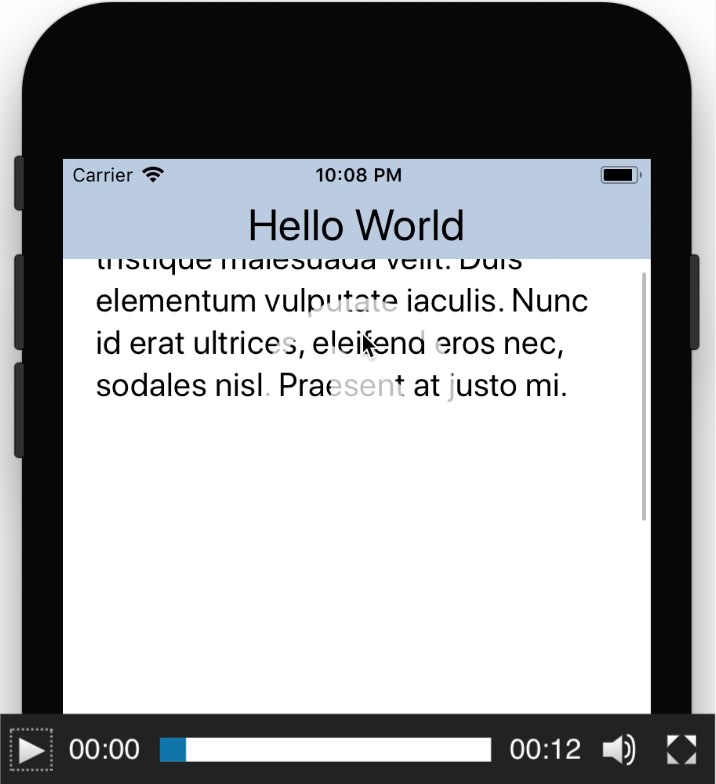 Carrier 10:08 PM
Hello World
tristique malesuada velit. Duis
elementum vulputate iaculis. Nunc
id erat ultrices, eleifend eros nec,
sodales nisl. Praesent at justo mi.
00:00 00:12